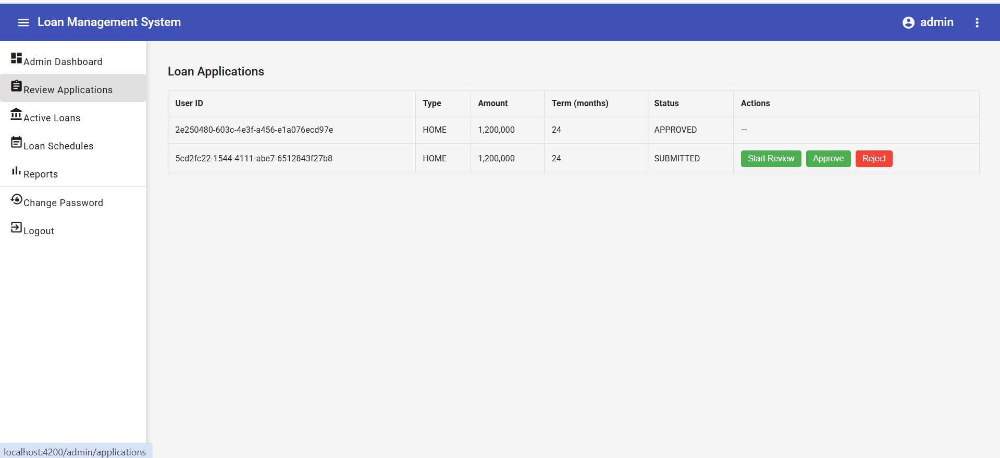 Loan Management System
admin
Admin Dashboard
Review Applications
Active Loans
Loan Schedules
Reports
Change Password
Logout
Loan Applications
User ID Type Amount Term (months) Status Actions
2e250480-603c-4e3f-a456-e1a076ecd97e HOME 1,200,000 24 APPROVED —
5cd2fc22-1544-4111-abe7-6512843f27b8 HOME 1,200,000 24 SUBMITTED Start Review Approve Reject
localhost:4200/admin/applications